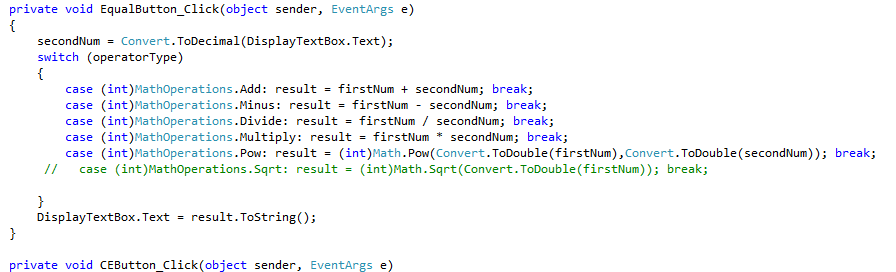 private void EqualButton_Click(object sender, EventArgs e)
{
    secondNum = Convert.ToDecimal(DisplayTextBox.Text);
    switch (operatorType)
    {
        case (int)MathOperations.Add: result = firstNum + secondNum; break;
        case (int)MathOperations.Minus: result = firstNum - secondNum; break;
        case (int)MathOperations.Divide: result = firstNum / secondNum; break;
        case (int)MathOperations.Multiply: result = firstNum * secondNum; break;
        case (int)MathOperations.Pow: result = (int)Math.Pow(Convert.ToDouble(firstNum),Convert.ToDouble(secondNum)); break;
     //   case (int)MathOperations.Sqrt: result = (int)Math.Sqrt(Convert.ToDouble(firstNum)); break;
    }
    DisplayTextBox.Text = result.ToString();
}
private void CEButton_Click(object sender, EventArgs e)